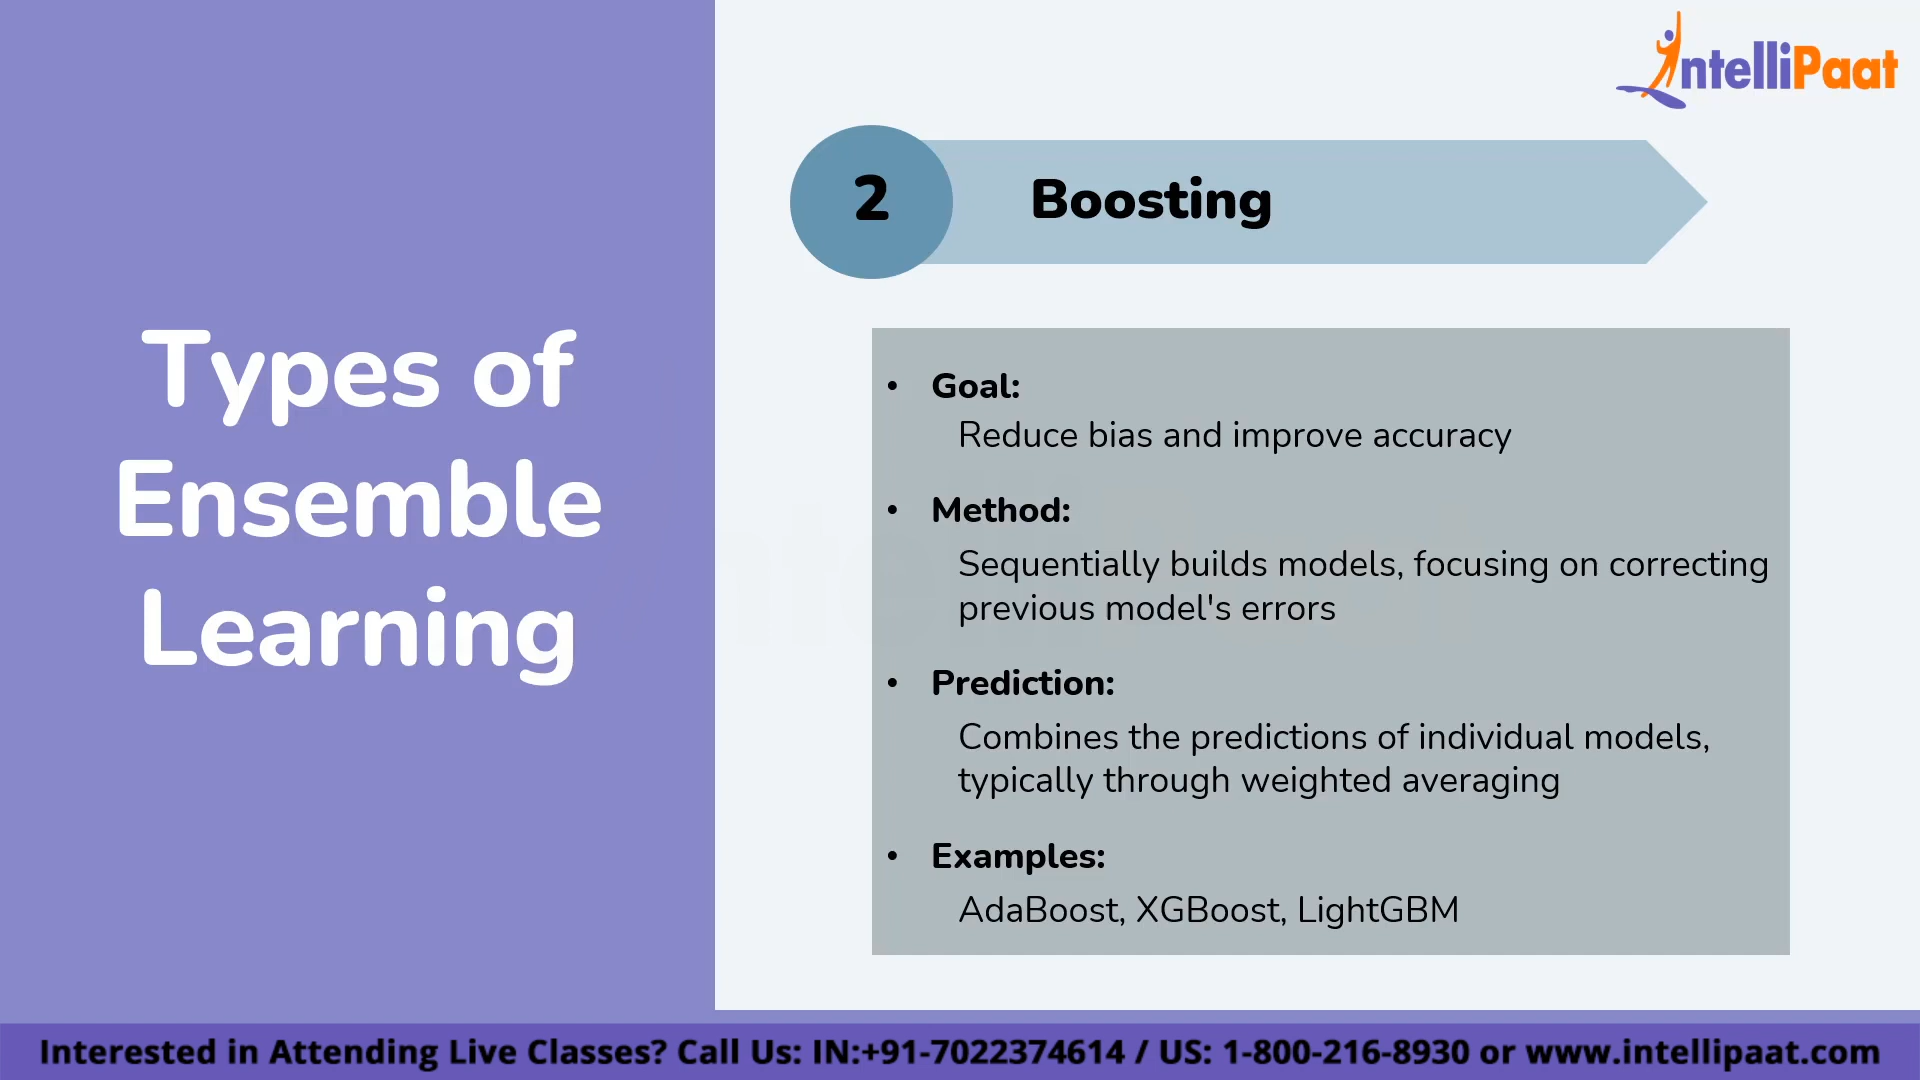 IntelliPaat
2
Boosting
Types of
Ensemble
Learning
• Goal:
Reduce bias and improve accuracy
• Method:
Sequentially builds models, focusing on correcting
previous model's errors
• Prediction:
Combines the predictions of individual models,
typically through weighted averaging
• Examples:
AdaBoost, XGBoost, LightGBM
Interested in Attending Live Classes? Call Us: IN:+91-7022374614 / US: 1-800-216-8930 or www.intellipaat.com